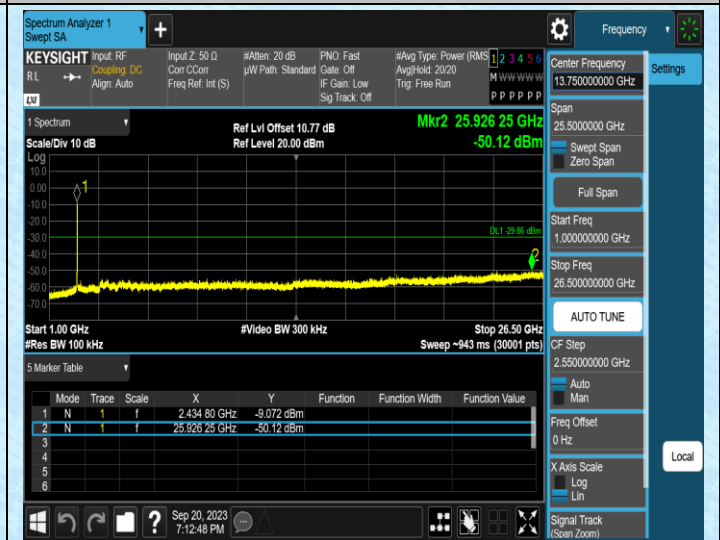 Spectrum Analyzer 1
Swept SA
+
Frequency
KEYSIGHT Input: RF Input Z: 50 Ω #Atten: 20 dB PNO: Fast #Avg Type: Power (RMS 1 2 3 4 5 6
RL Coupling: DC Corr CCorr µW Path: Standard Gate: Off Avg|Hold: 20/20 M W W W W W
Align: Auto Freq Ref: Int (S) IF Gain: Low Trig: Free Run
LXI Sig Track: Off P P P P P P
1 Spectrum
Scale/Div 10 dB
Ref Lvl Offset 10.77 dB
Ref Level 20.00 dBm
Mkr2 25.926 25 GHz
-50.12 dBm
Log
10.0
0.00
1
-10.0
-20.0
DL1 -29.86 dBm
-30.0
-40.0
2
-50.0
-60.0
-70.0
Start 1.00 GHz #Video BW 300 kHz Stop 26.50 GHz
#Res BW 100 kHz Sweep ~943 ms (30001 pts)
5 Marker Table
Mode Trace Scale X Y Function Function Width Function Value
1 N 1 f 2.434 80 GHz -9.072 dBm
2 N 1 f 25.926 25 GHz -50.12 dBm
3
4
5
6
?
Sep 20, 2023
7:12:48 PM
Center Frequency
13.750000000 GHz
Span
25.5000000 GHz
Swept Span
Zero Span
Full Span
Start Freq
1.000000000 GHz
Stop Freq
26.500000000 GHz
AUTO TUNE
CF Step
2.550000000 GHz
Auto
Man
Freq Offset
0 Hz
X Axis Scale
Log
Lin
Signal Track
(Span Zoom)
Settings
Local